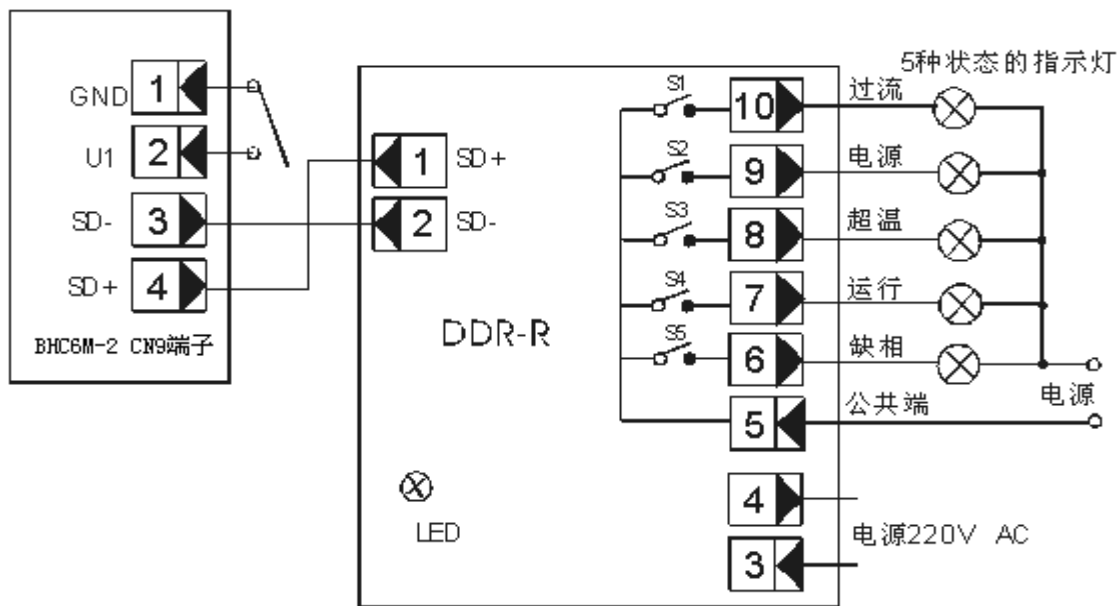 GND
1
U1
2
SD-
3
SD+
4
BHC6M-2 CN9端子
1
SD+
2
SD-
DDR-R
LED
5种状态的指示灯
S1
10
过流
S2
9
电源
S3
8
超温
S4
7
运行
S5
6
缺相
5
公共端
电源
4
3
电源220V AC